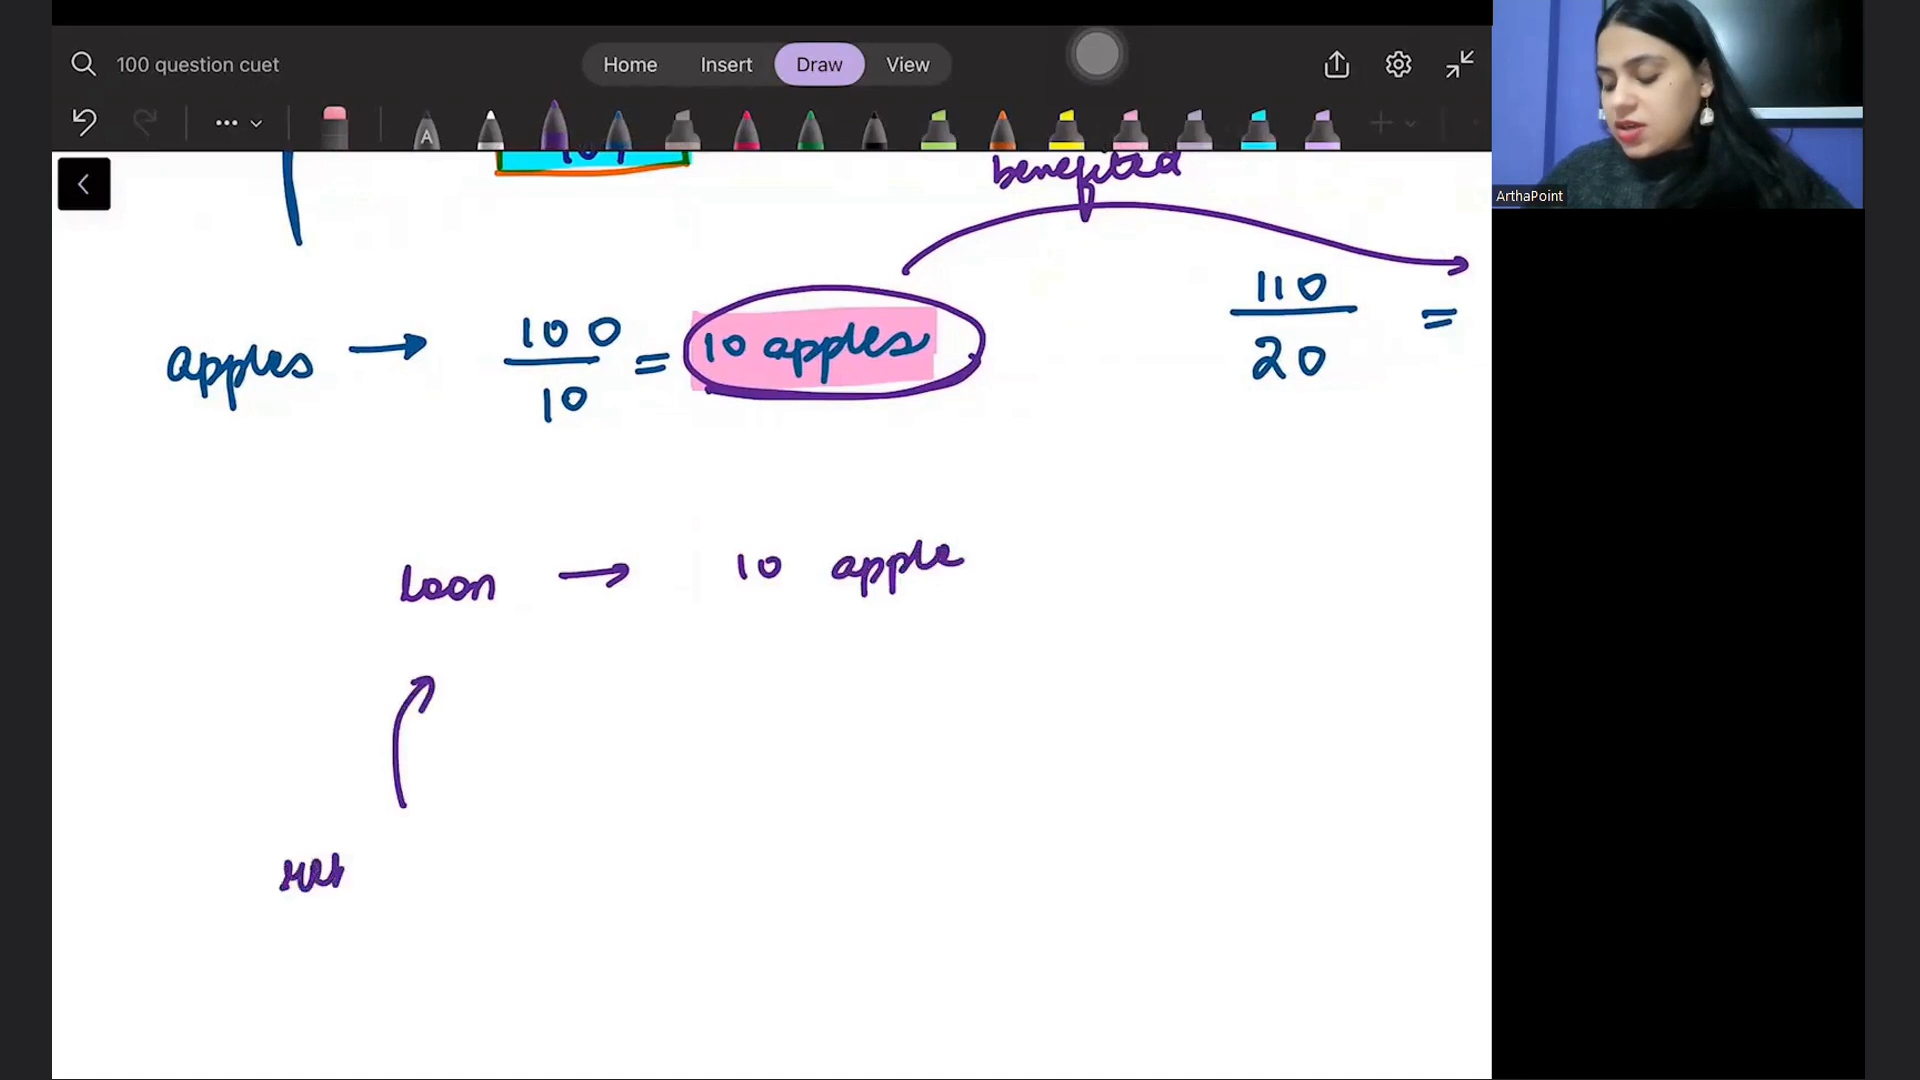 100 question cuet
Home Insert Draw View
A
benefited
ArthaPoint
apples → 100/10 = 10 apples
110/20 =
loan → 10 apple